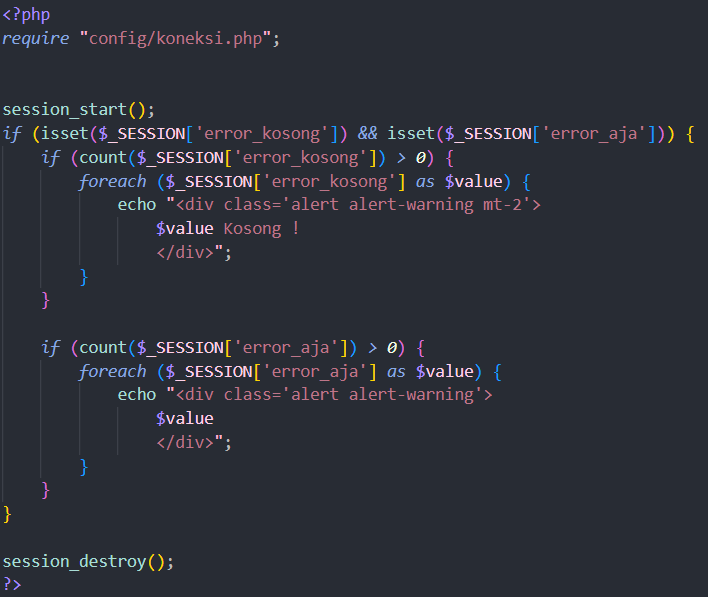 <?php
require "config/koneksi.php";
session_start();
if (isset($_SESSION['error_kosong']) && isset($_SESSION['error_aja'])) {
    if (count($_SESSION['error_kosong']) > 0) {
        foreach ($_SESSION['error_kosong'] as $value) {
            echo "<div class='alert alert-warning mt-2'>
                $value Kosong !
                </div>";
        }
    }
    if (count($_SESSION['error_aja']) > 0) {
        foreach ($_SESSION['error_aja'] as $value) {
            echo "<div class='alert alert-warning'>
                $value
                </div>";
        }
    }
}
session_destroy();
?>